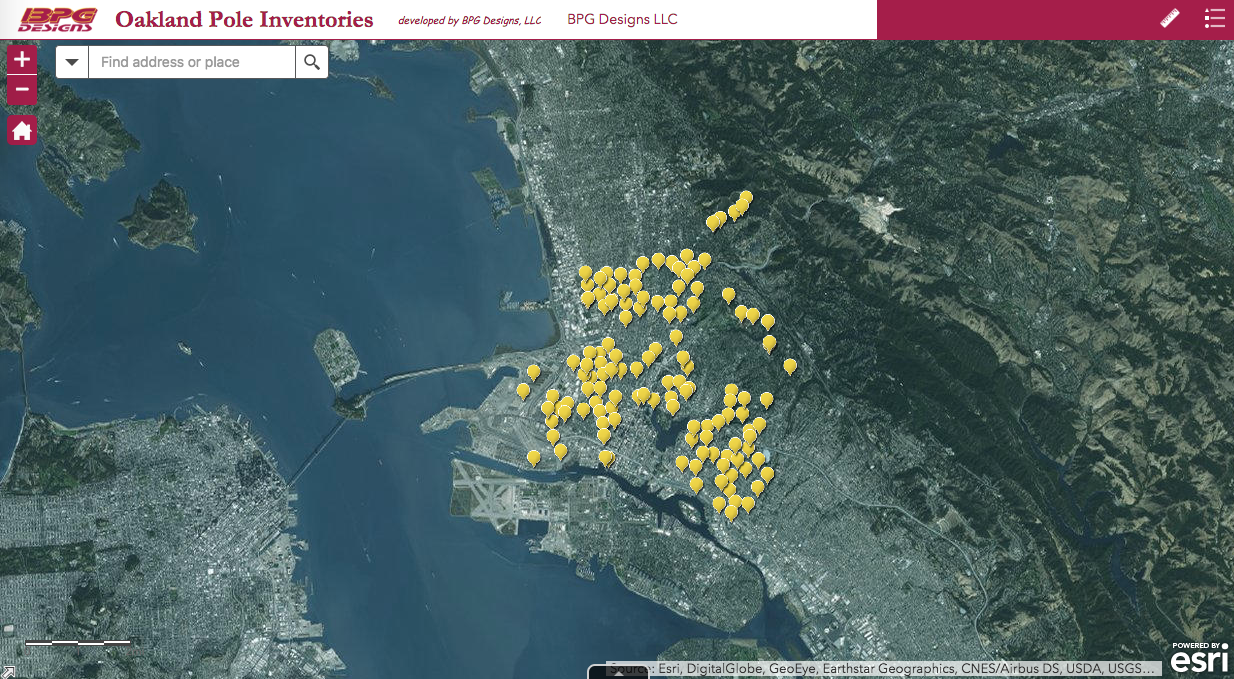 BPG DESIGNS Oakland Pole Inventories developed by BPG Designs, LLC BPG Designs LLC
+
Find address or place
−
POWERED BY
esri
Source: Esri, DigitalGlobe, GeoEye, Earthstar Geographics, CNES/Airbus DS, USDA, USGS…